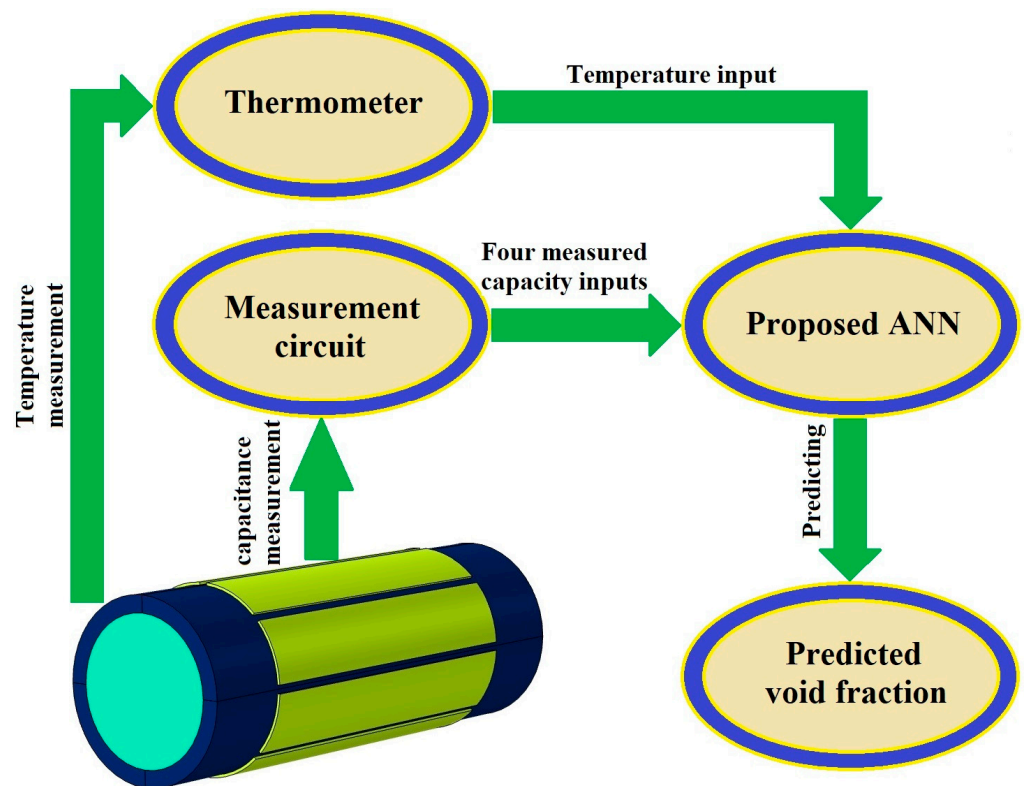 Thermometer
Temperature input
Temperature
measurement
Measurement
circuit
Four measured
capacity inputs
Proposed ANN
capacitance
measurement
Predicting
Predicted
void fraction